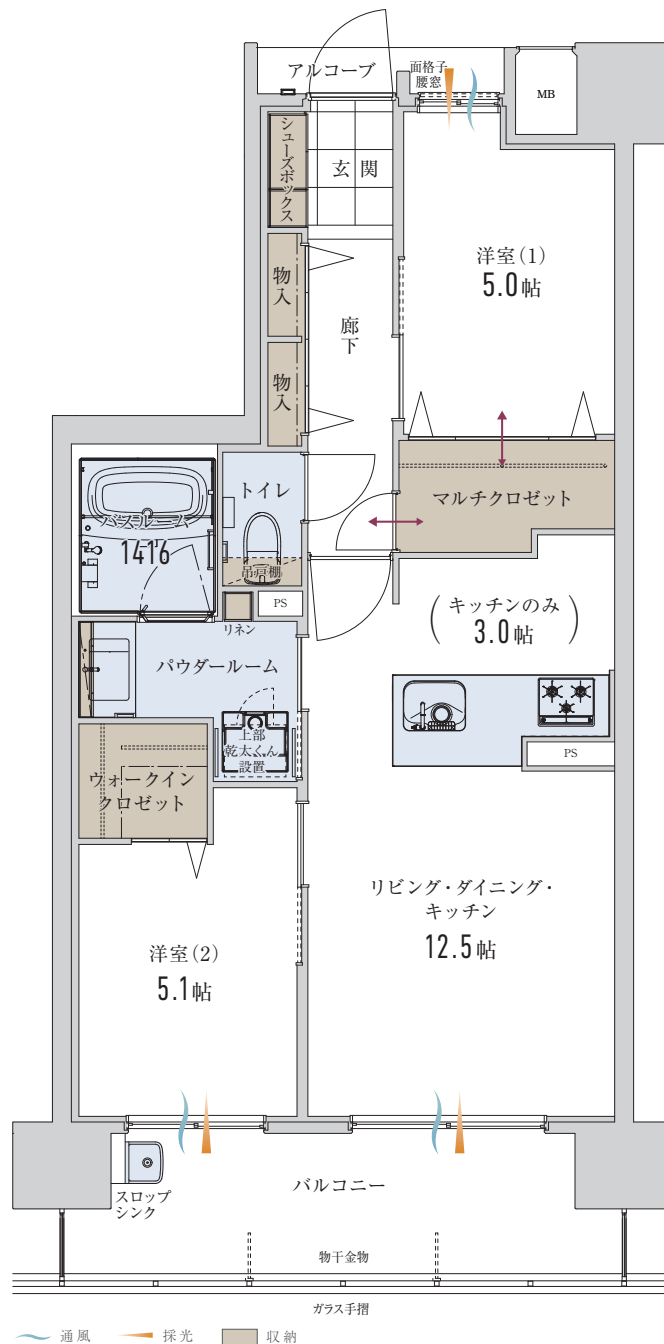 アルコーブ
面格子
腰窓
MB
シューズボックス
玄関
洋室(1)
5.0帖
物入
廊下
物入
トイレ
マルチクロゼット
バスルーム
1416
吊戸棚
PS
リネン
(キッチンのみ)
3.0帖
パウダールーム
上部
乾太くん
設置
PS
ウォークイン
クロゼット
リビング・ダイニング・
キッチン
12.5帖
洋室(2)
5.1帖
スロップ
シンク
バルコニー
物干金物
ガラス手摺
通風 採光 収納